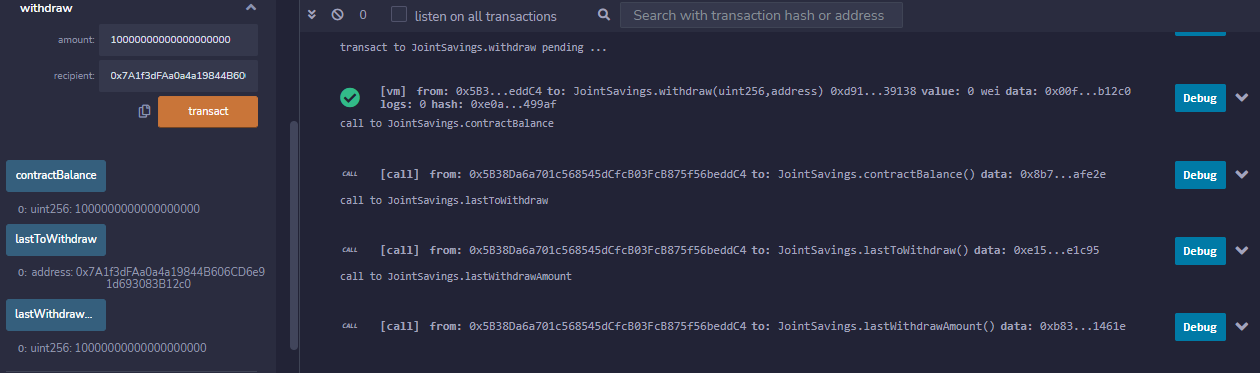 withdraw
amount: 10000000000000000000
recipient: 0x7A1f3dFAa0a4a19844B606
transact
contractBalance
0: uint256: 1000000000000000000
lastToWithdraw
0: address: 0x7A1f3dFAa0a4a19844B606CD6e9
1d693083B12c0
lastWithdraw...
0: uint256: 10000000000000000000
0
listen on all transactions
Search with transaction hash or address
transact to JointSavings.withdraw pending ...
[vm] from: 0x5B3...eddC4 to: JointSavings.withdraw(uint256,address) 0xd91...39138 value: 0 wei data: 0x00f...b12c0
logs: 0 hash: 0xe0a...499af
Debug
call to JointSavings.contractBalance
CALL [call] from: 0x5B38Da6a701c568545dCfcB03FcB875f56beddC4 to: JointSavings.contractBalance() data: 0x8b7...afe2e
Debug
call to JointSavings.lastToWithdraw
CALL [call] from: 0x5B38Da6a701c568545dCfcB03FcB875f56beddC4 to: JointSavings.lastToWithdraw() data: 0xe15...e1c95
Debug
call to JointSavings.lastWithdrawAmount
CALL [call] from: 0x5B38Da6a701c568545dCfcB03FcB875f56beddC4 to: JointSavings.lastWithdrawAmount() data: 0xb83...1461e
Debug